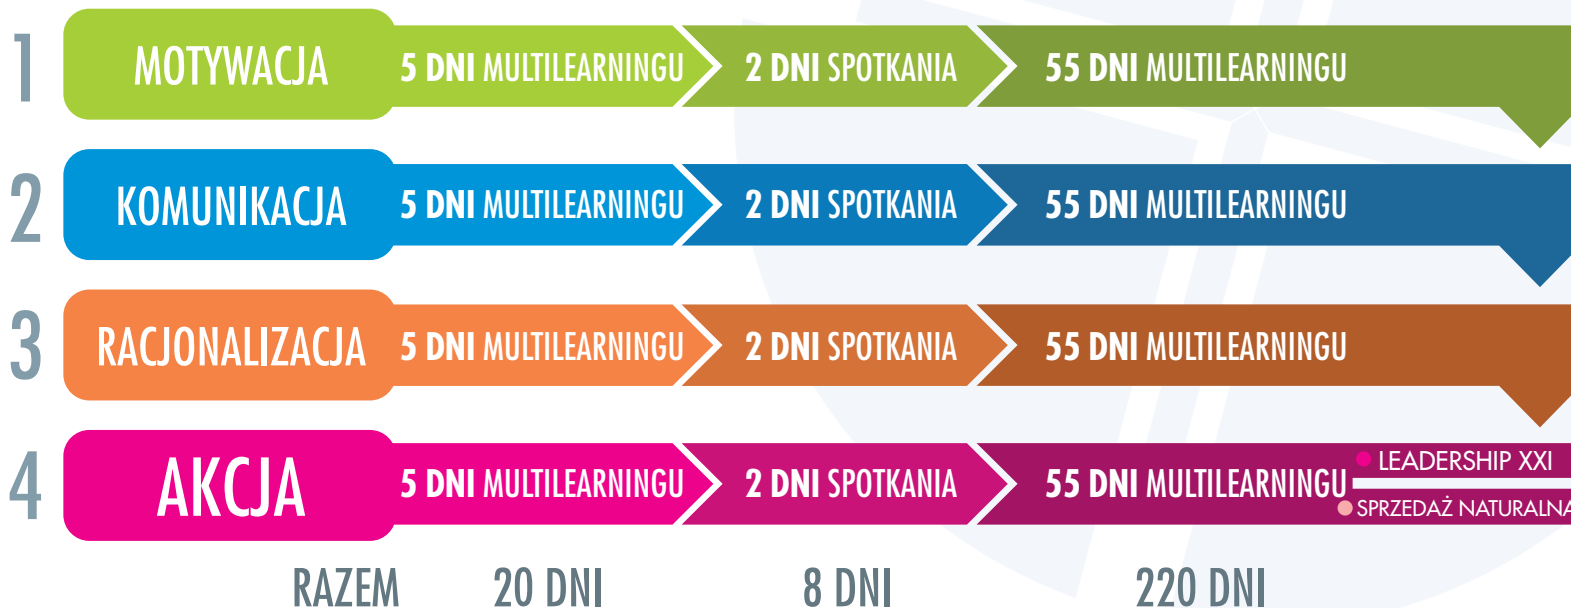 1 MOTYWACJA 5 DNI MULTILEARNINGU 2 DNI SPOTKANIA 55 DNI MULTILEARNINGU
2 KOMUNIKACJA 5 DNI MULTILEARNINGU 2 DNI SPOTKANIA 55 DNI MULTILEARNINGU
3 RACJONALIZACJA 5 DNI MULTILEARNINGU 2 DNI SPOTKANIA 55 DNI MULTILEARNINGU
4 AKCJA 5 DNI MULTILEARNINGU 2 DNI SPOTKANIA 55 DNI MULTILEARNINGU
LEADERSHIP XXI
SPRZEDAŻ NATURALNA
RAZEM 20 DNI 8 DNI 220 DNI